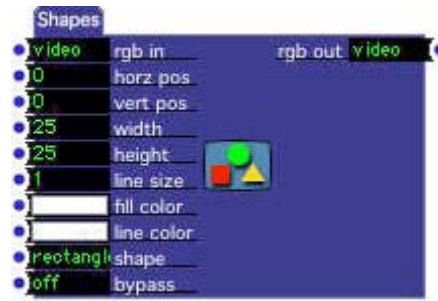 Shapes
video rgb in rgb out video
0 horz pos
0 vert pos
25 width
25 height
1 line size
fill color
line color
rectangl shape
off bypass